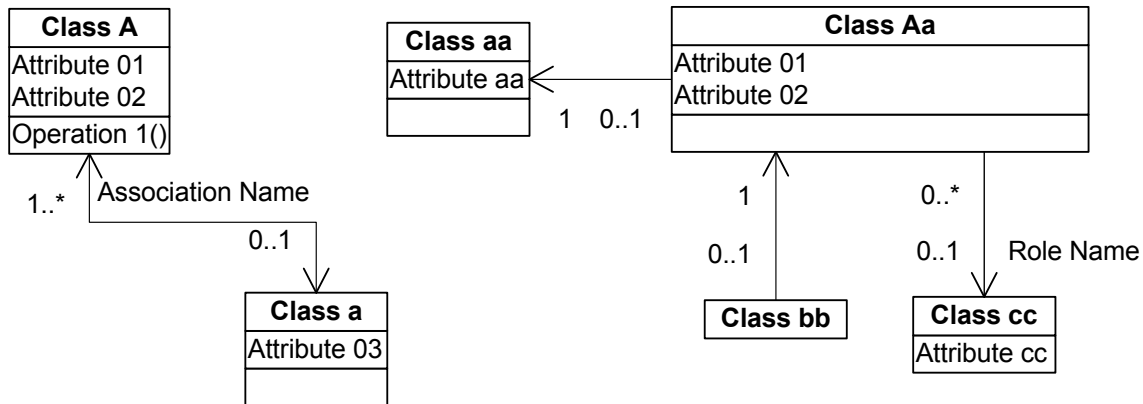 Class A
Attribute 01
Attribute 02
Operation 1()
1..*
Association Name
0..1
Class a
Attribute 03
Class aa
Attribute aa
1
0..1
Class Aa
Attribute 01
Attribute 02
1
0..1
Class bb
0..*
0..1
Role Name
Class cc
Attribute cc